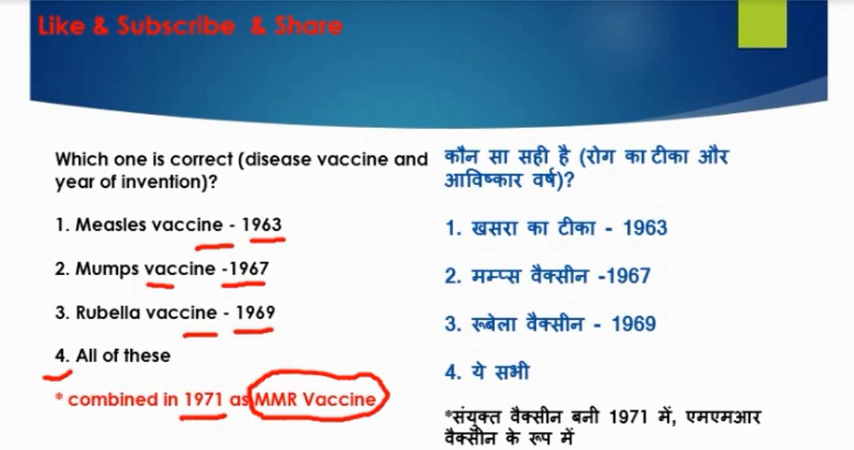 Like & Subscribe & Share
Which one is correct (disease vaccine and
year of invention)?
1. Measles vaccine - 1963
2. Mumps vaccine -1967
3. Rubella vaccine - 1969
4. All of these
* combined in 1971 as MMR Vaccine
कौन सा सही है (रोग का टीका और
आविष्कार वर्ष)?
1. खसरा का टीका - 1963
2. मम्प्स वैक्सीन -1967
3. रूबेला वैक्सीन - 1969
4. ये सभी
*संयुक्त वैक्सीन बनी 1971 में, एमएमआर
वैक्सीन के रूप में